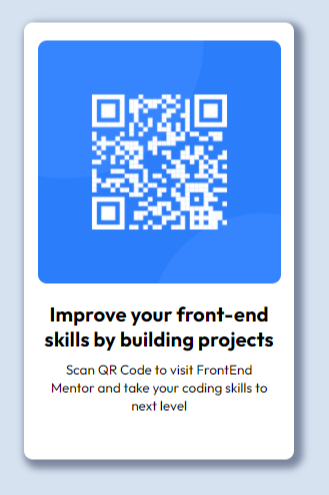 Improve your front-end
skills by building projects
Scan QR Code to visit FrontEnd
Mentor and take your coding skills to
next level